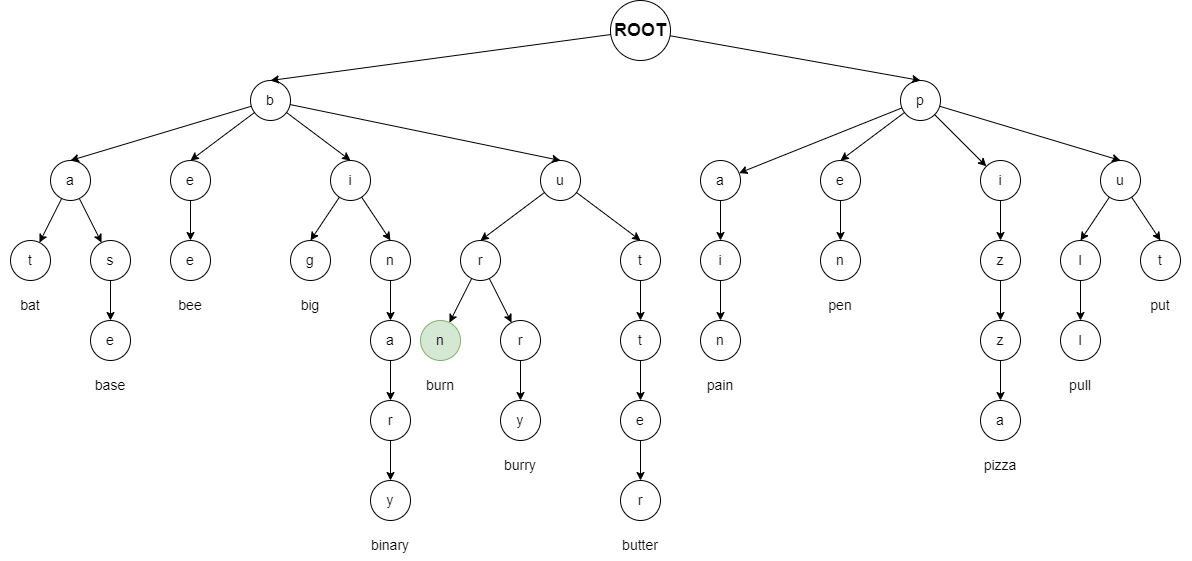 ROOT
b p
a e i u a e i u
t s e g n r t i n z l t
bat bee big pen put
e a n r t n z l
base burn pain pull
r y e a
burry pizza
y r
binary butter